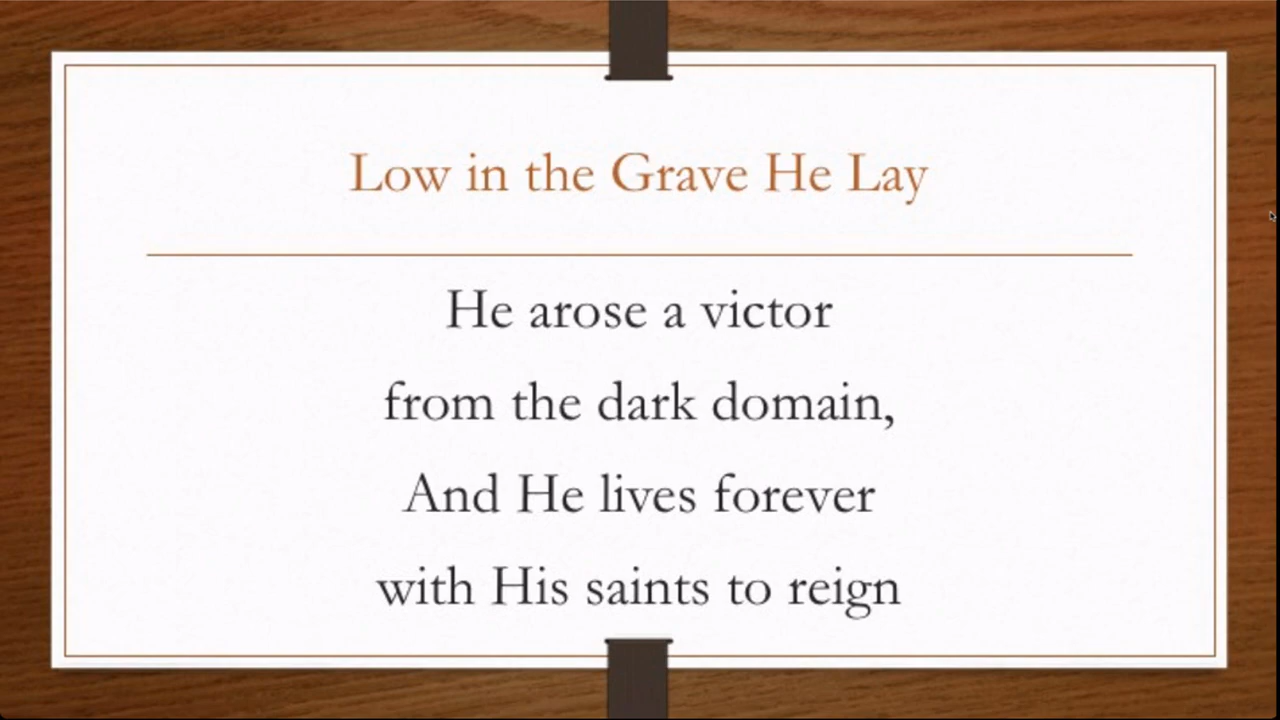 Low in the Grave He Lay
He arose a victor
from the dark domain,
And He lives forever
with His saints to reign